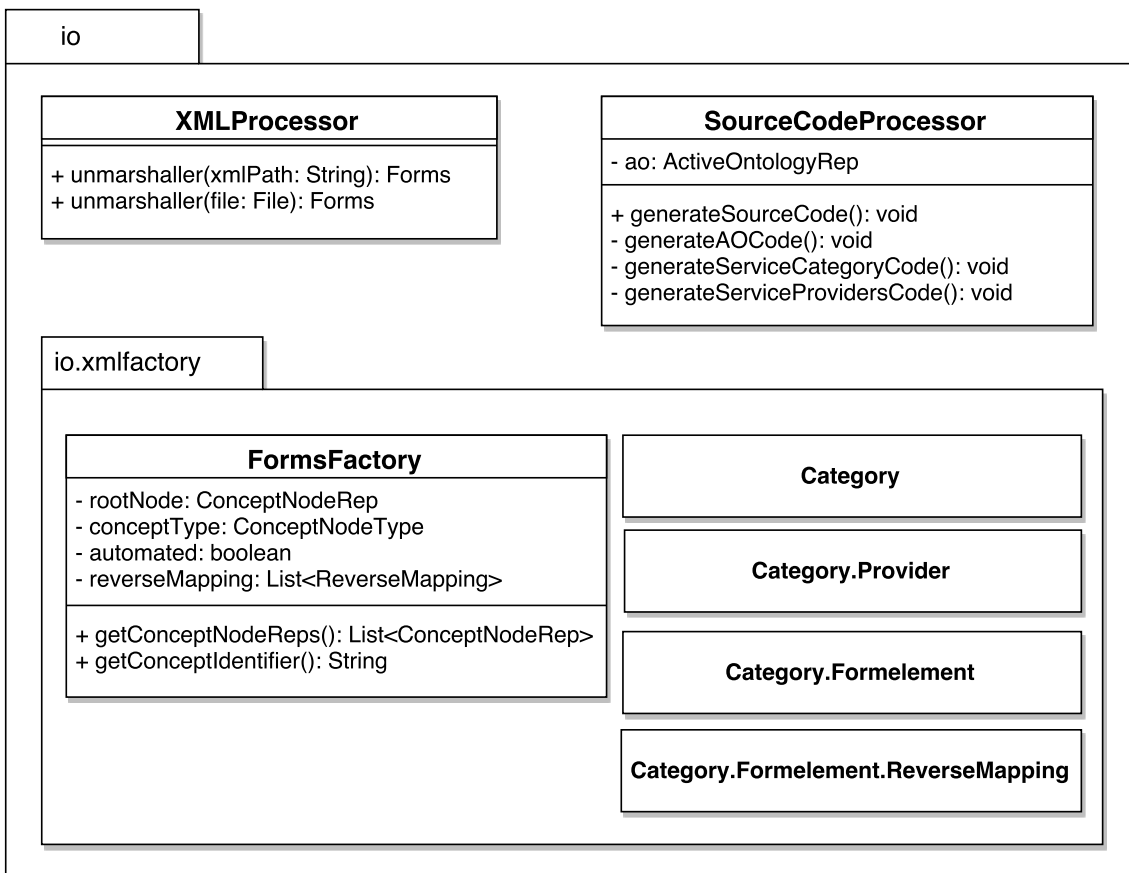 io
XMLProcessor
+ unmarshaller(xmlPath: String): Forms
+ unmarshaller(file: File): Forms
SourceCodeProcessor
- ao: ActiveOntologyRep
+ generateSourceCode(): void
- generateAOCode(): void
- generateServiceCategoryCode(): void
- generateServiceProvidersCode(): void
io.xmlfactory
FormsFactory
- rootNode: ConceptNodeRep
- conceptType: ConceptNodeType
- automated: boolean
- reverseMapping: List<ReverseMapping>
+ getConceptNodeReps(): List<ConceptNodeRep>
+ getConceptIdentifier(): String
Category
Category.Provider
Category.Formelement
Category.Formelement.ReverseMapping